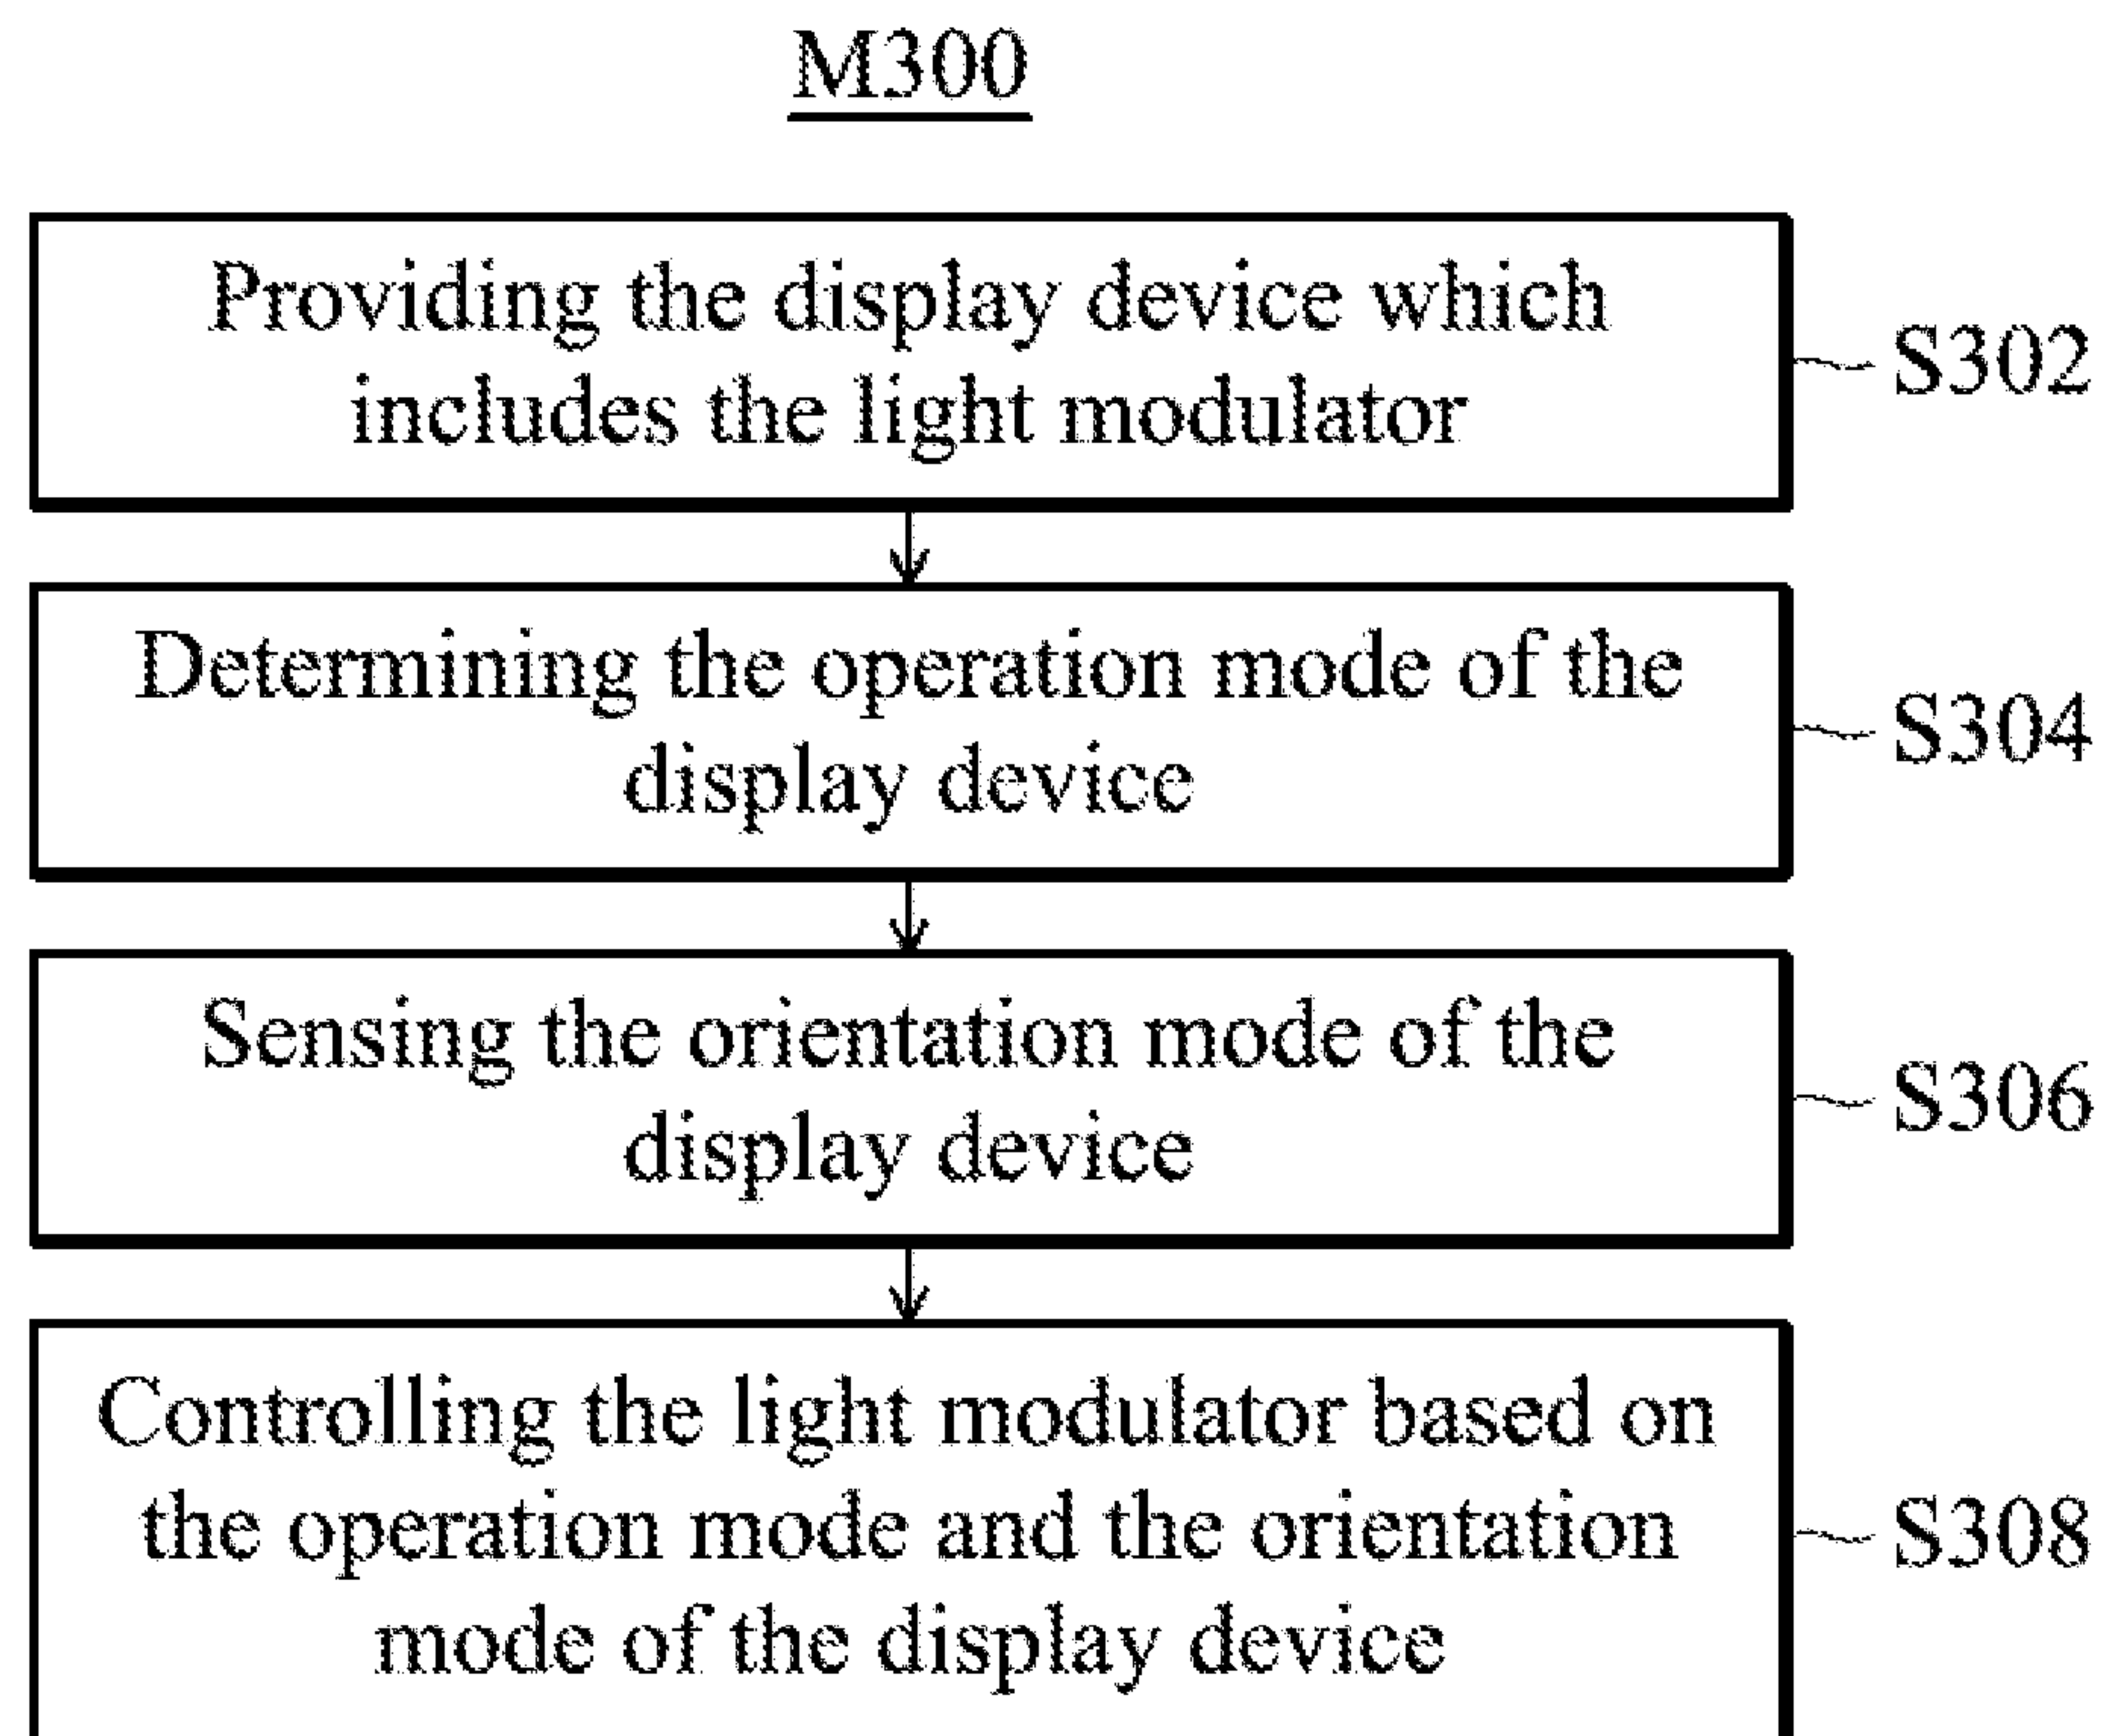 M300
Providing the display device which
includes the light modulator
S302
Determining the operation mode of the
display device
S304
Sensing the orientation mode of the
display device
S306
Controlling the light modulator based on
the operation mode and the orientation
mode of the display device
S308